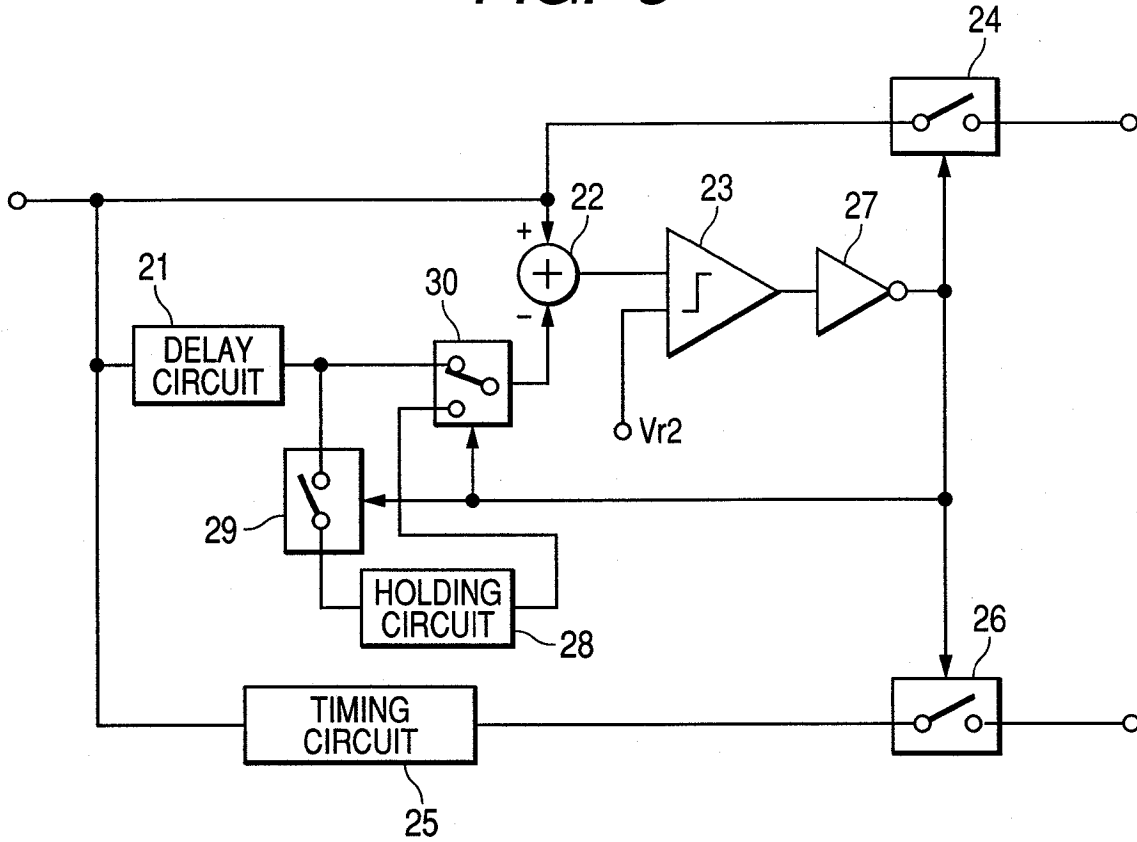 24
22
23
27
+
+
-
21
30
DELAY
CIRCUIT
Vr2
29
HOLDING
CIRCUIT
28
26
TIMING
CIRCUIT
25